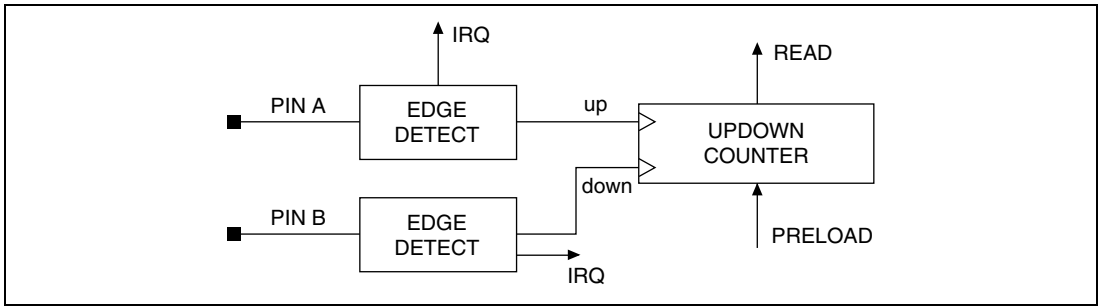 IRQ
READ
PIN A
EDGE
DETECT
up
UPDOWN
COUNTER
down
PIN B
EDGE
DETECT
PRELOAD
IRQ